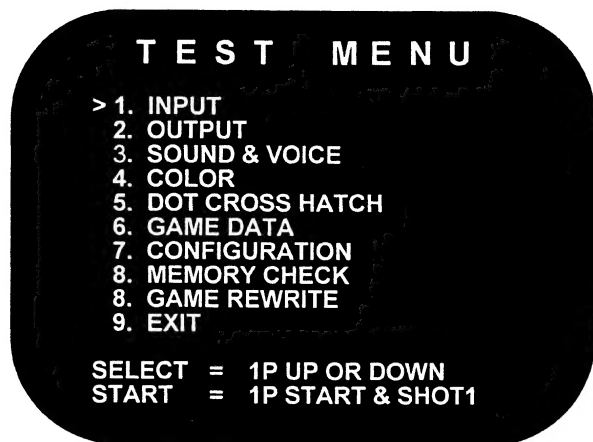 TEST MENU
> 1. INPUT
2. OUTPUT
3. SOUND & VOICE
4. COLOR
5. DOT CROSS HATCH
6. GAME DATA
7. CONFIGURATION
8. MEMORY CHECK
8. GAME REWRITE
9. EXIT
SELECT = 1P UP OR DOWN
START = 1P START & SHOT1